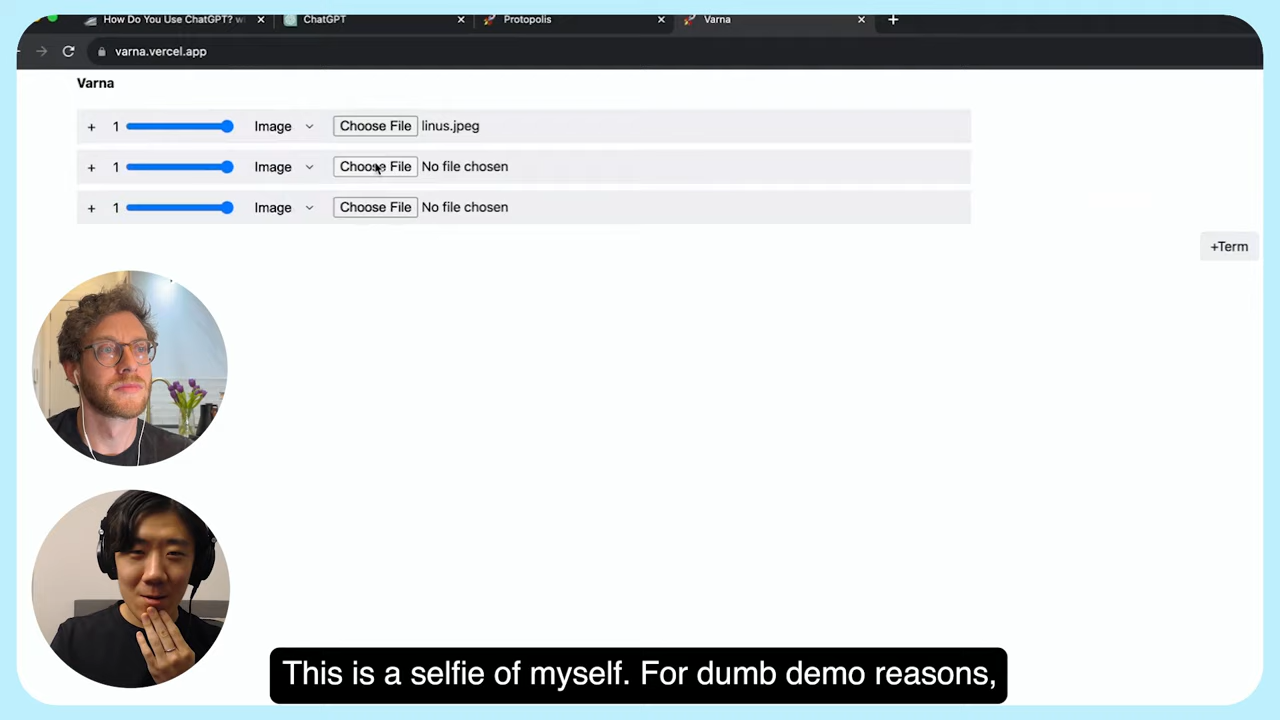 How Do You Use ChatGPT? wi
ChatGPT
Protopolis
Varna
varna.vercel.app
Varna
+ 1 Image Choose File linus.jpeg
+ 1 Image Choose File No file chosen
+ 1 Image Choose File No file chosen
+Term
This is a selfie of myself. For dumb demo reasons,